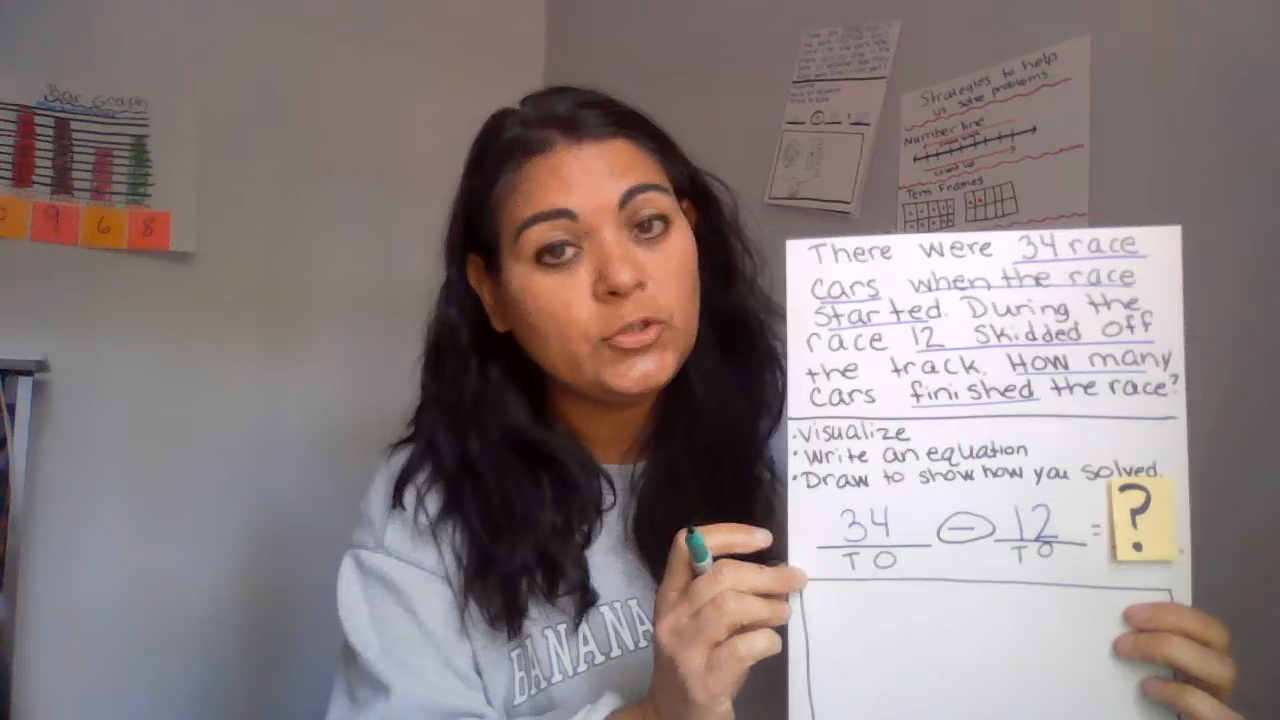 Bar Graph
9
6
8
Strategies to help
us solve problems
Number line
Tens Frames
There were 34 race
cars when the race
started. During the
race 12 skidded off
the track. How many
cars finished the race?
• Visualize
• Write an equation
• Draw to show how you solved.
34 - 12 = ?
T O T O
BANANA